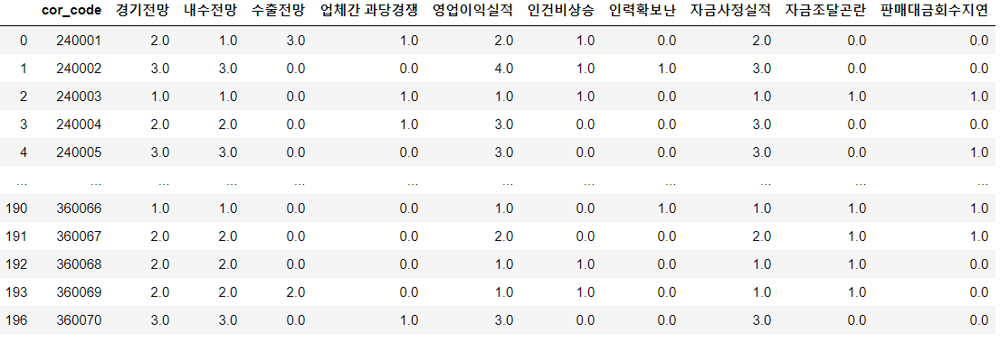 cor_code 경기전망 내수전망 수출전망 업체간 과당경쟁 영업이익실적 인건비상승 인력확보난 자금사정실적 자금조달곤란 판매대금회수지연
0 240001 2.0 1.0 3.0 1.0 2.0 1.0 0.0 2.0 0.0 0.0
1 240002 3.0 3.0 0.0 0.0 4.0 1.0 1.0 3.0 0.0 0.0
2 240003 1.0 1.0 0.0 1.0 1.0 1.0 0.0 1.0 1.0 1.0
3 240004 2.0 2.0 0.0 1.0 3.0 0.0 0.0 3.0 0.0 0.0
4 240005 3.0 3.0 0.0 0.0 3.0 0.0 0.0 3.0 0.0 1.0
... ... ... ... ... ... ... ... ... ... ... ...
190 360066 1.0 1.0 0.0 0.0 1.0 0.0 1.0 1.0 1.0 1.0
191 360067 2.0 2.0 0.0 0.0 2.0 0.0 0.0 2.0 1.0 1.0
192 360068 2.0 2.0 0.0 0.0 1.0 1.0 0.0 1.0 1.0 0.0
193 360069 2.0 2.0 2.0 0.0 1.0 1.0 0.0 1.0 1.0 0.0
196 360070 3.0 3.0 0.0 1.0 3.0 0.0 0.0 3.0 0.0 0.0